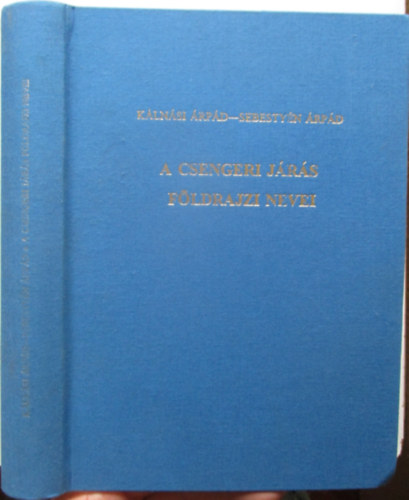 KÁLNÁSI ÁRPÁD—SEBESTYÉN ÁRPÁD
A CSENGERI JÁRÁS
FÖLDRAJZI NEVEI